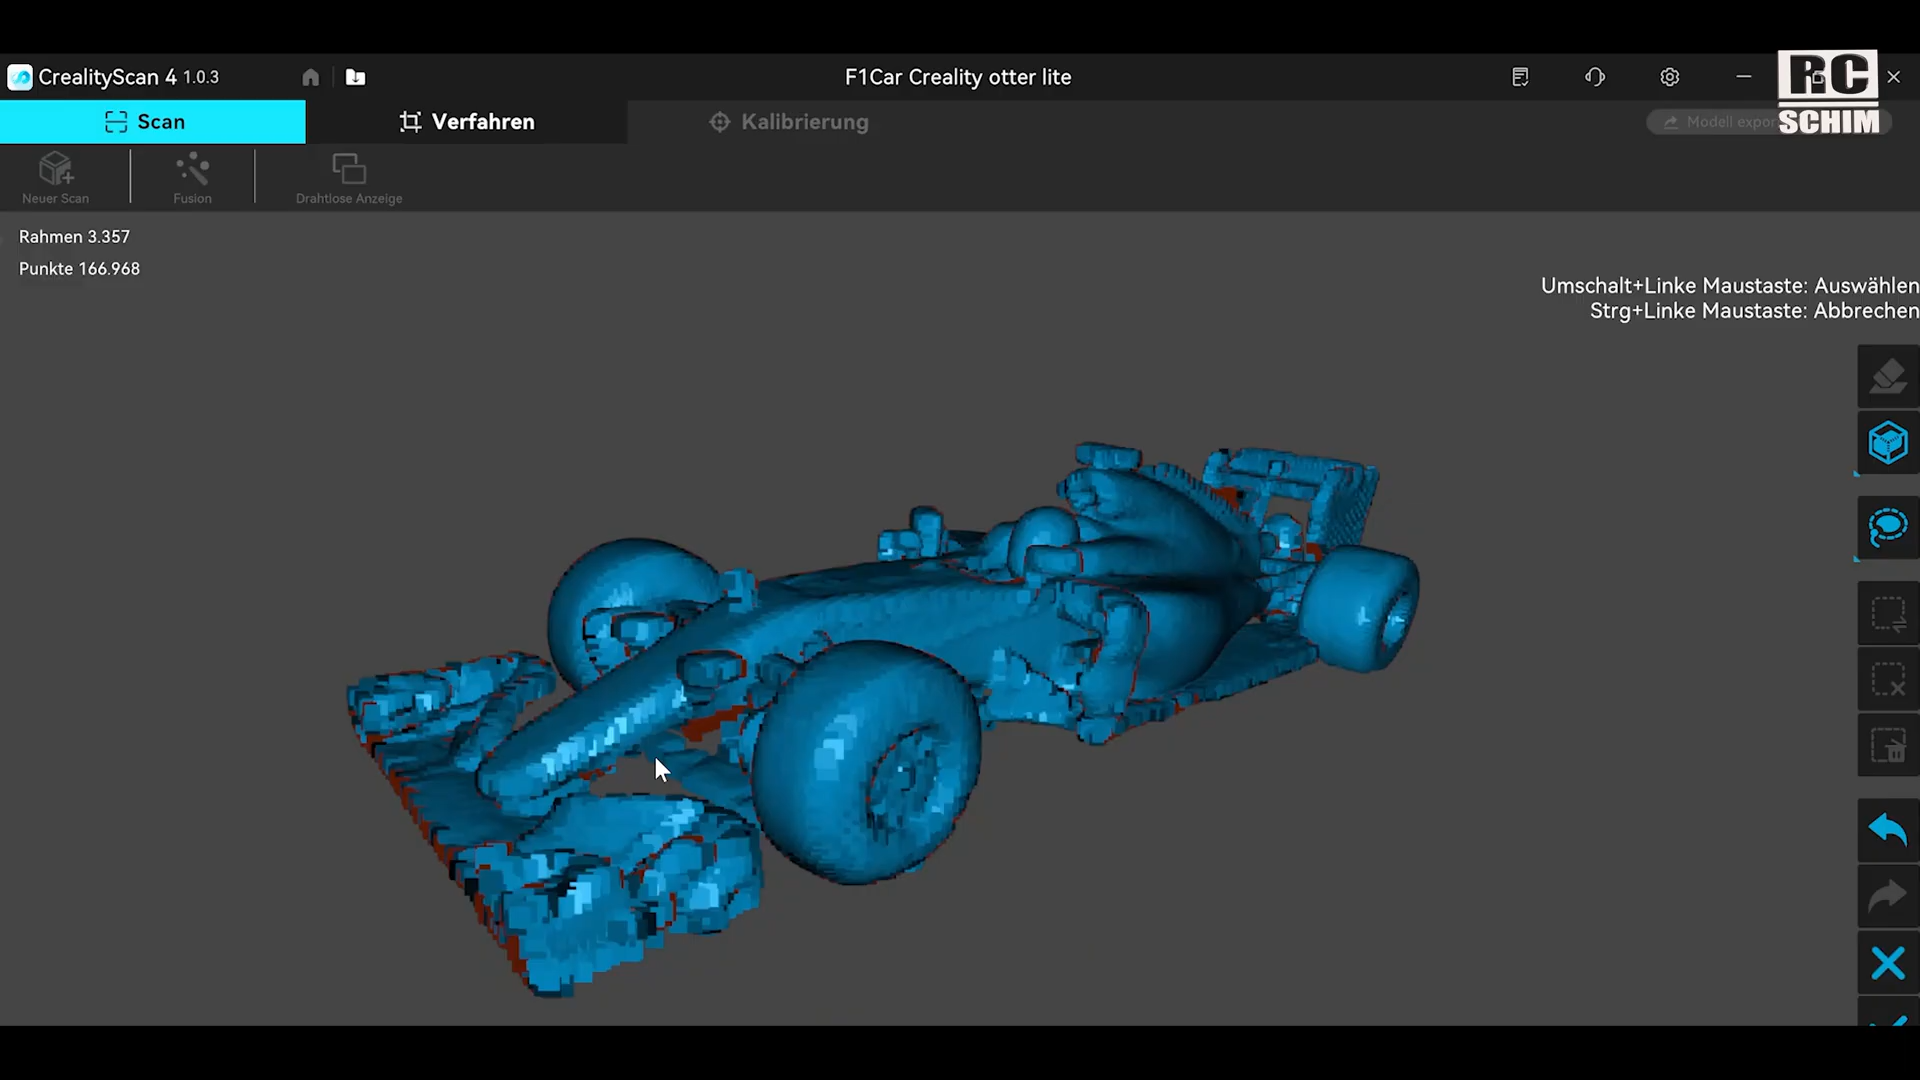 CrealityScan 4 1.0.3
F1Car Creality otter lite
RC
SCHIM
Scan
Verfahren
Kalibrierung
Modell expor
Neuer Scan
Fusion
Drahtlose Anzeige
Rahmen 3.357
Punkte 166.968
Umschalt+Linke Maustaste: Auswählen
Strg+Linke Maustaste: Abbrechen